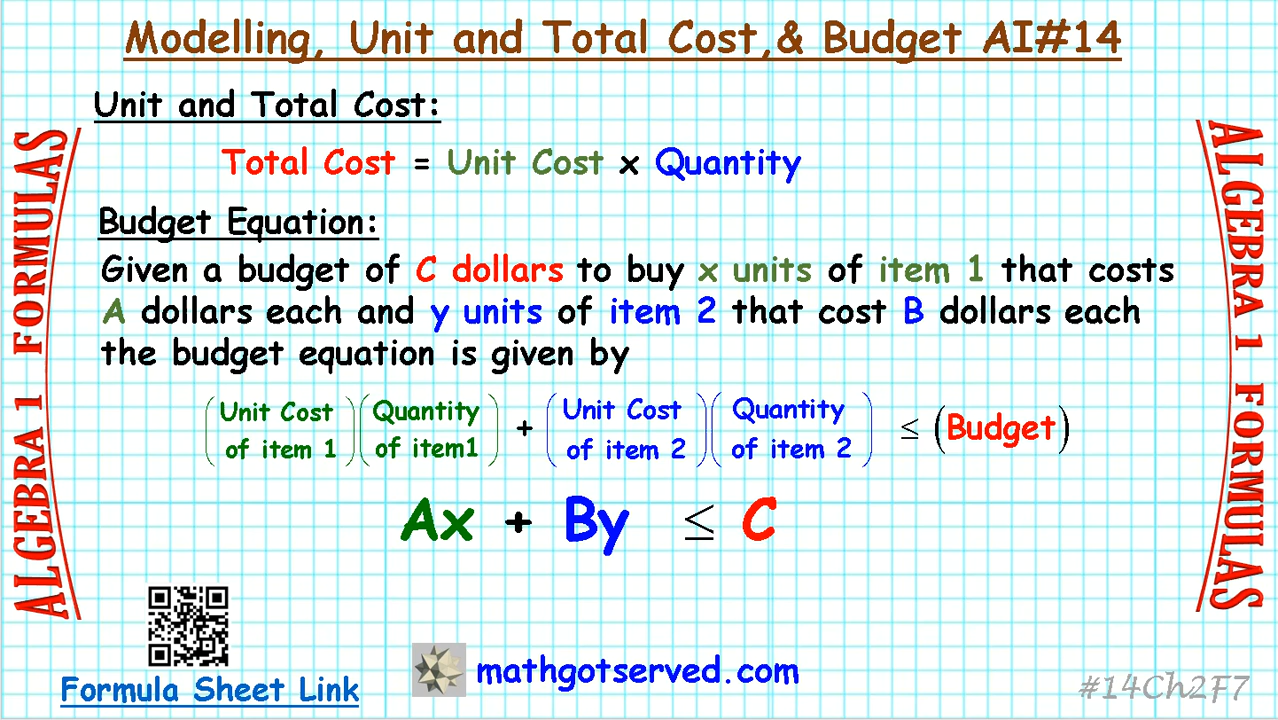 Modelling, Unit and Total Cost,& Budget AI#14
Unit and Total Cost:
Total Cost = Unit Cost x Quantity
Budget Equation:
Given a budget of C dollars to buy x units of item 1 that costs
A dollars each and y units of item 2 that cost B dollars each
the budget equation is given by
(Unit Cost of item 1)(Quantity of item1) + (Unit Cost of item 2)(Quantity of item 2) ≤ (Budget)
Ax + By ≤ C
ALGEBRA 1 FORMULAS
ALGEBRA 1 FORMULAS
Formula Sheet Link
mathgotserved.com
#14Ch2F7